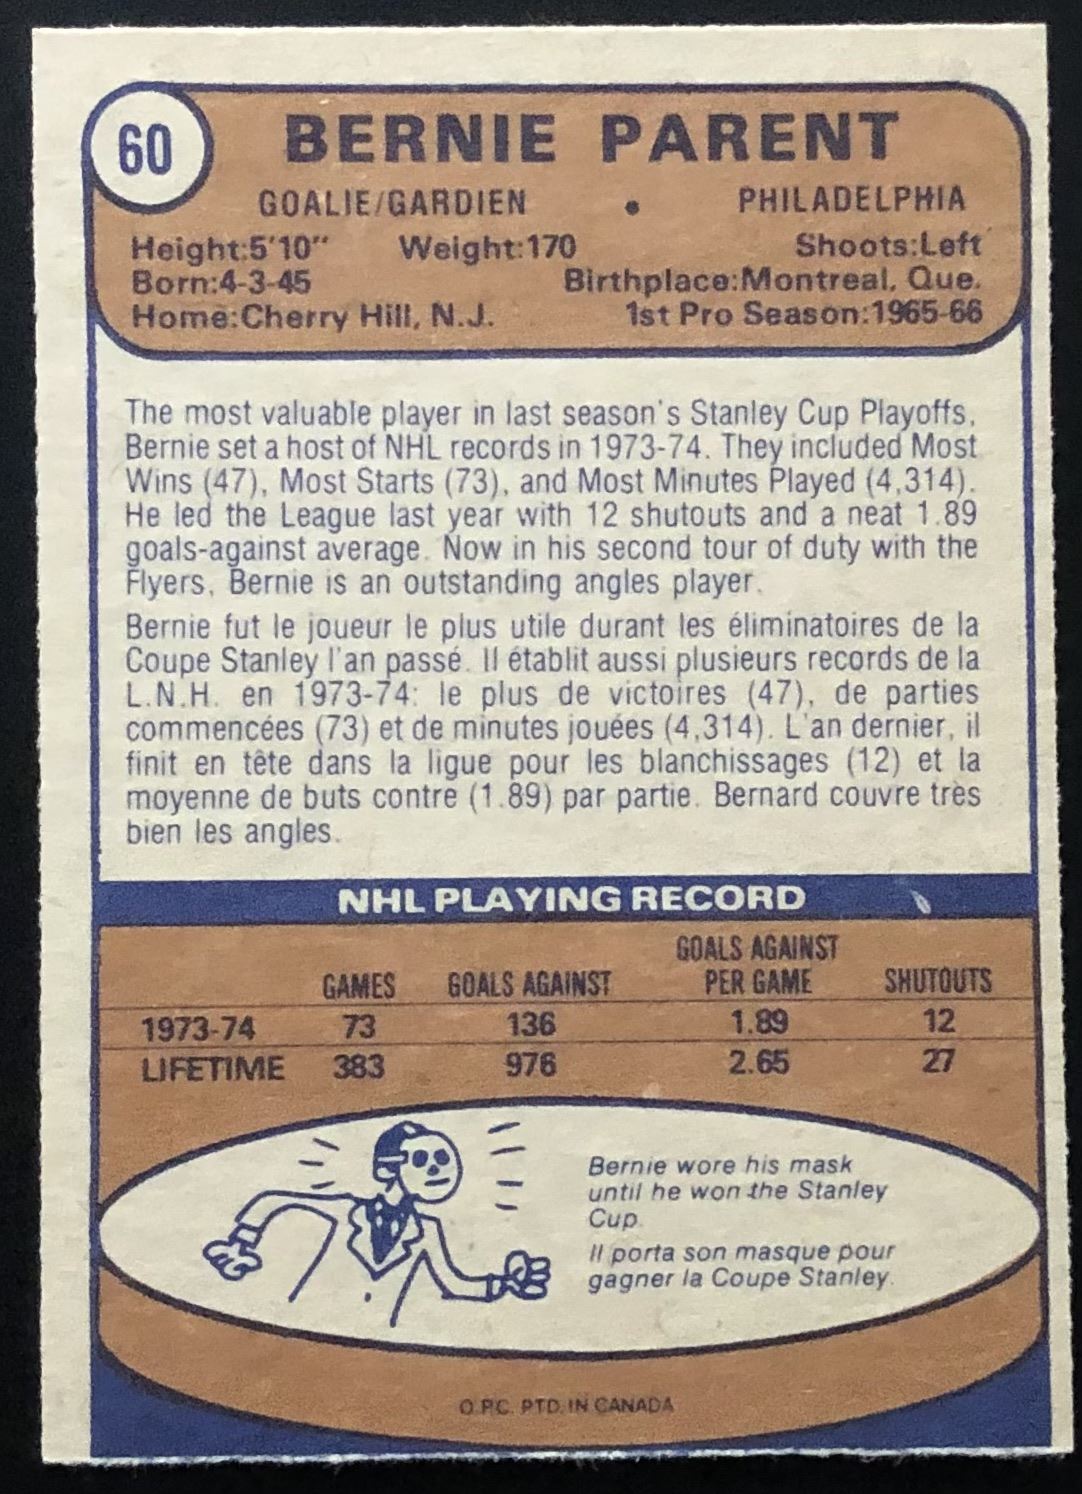 60
BERNIE PARENT
GOALIE/GARDIEN • PHILADELPHIA
Height:5'10" Weight:170 Shoots:Left
Born:4-3-45 Birthplace:Montreal, Que.
Home:Cherry Hill, N.J. 1st Pro Season:1965-66
The most valuable player in last season's Stanley Cup Playoffs,
Bernie set a host of NHL records in 1973-74. They included Most
Wins (47), Most Starts (73), and Most Minutes Played (4,314).
He led the League last year with 12 shutouts and a neat 1.89
goals-against average. Now in his second tour of duty with the
Flyers, Bernie is an outstanding angles player.
Bernie fut le joueur le plus utile durant les éliminatoires de la
Coupe Stanley l'an passé. Il établit aussi plusieurs records de la
L.N.H. en 1973-74: le plus de victoires (47), de parties
commencées (73) et de minutes jouées (4,314). L'an dernier, il
finit en tête dans la ligue pour les blanchissages (12) et la
moyenne de buts contre (1.89) par partie. Bernard couvre très
bien les angles.
NHL PLAYING RECORD
GOALS AGAINST
GAMES GOALS AGAINST PER GAME SHUTOUTS
1973-74 73 136 1.89 12
LIFETIME 383 976 2.65 27
Bernie wore his mask
until he won the Stanley
Cup.
Il porta son masque pour
gagner la Coupe Stanley.
O.P.C. PTD. IN CANADA